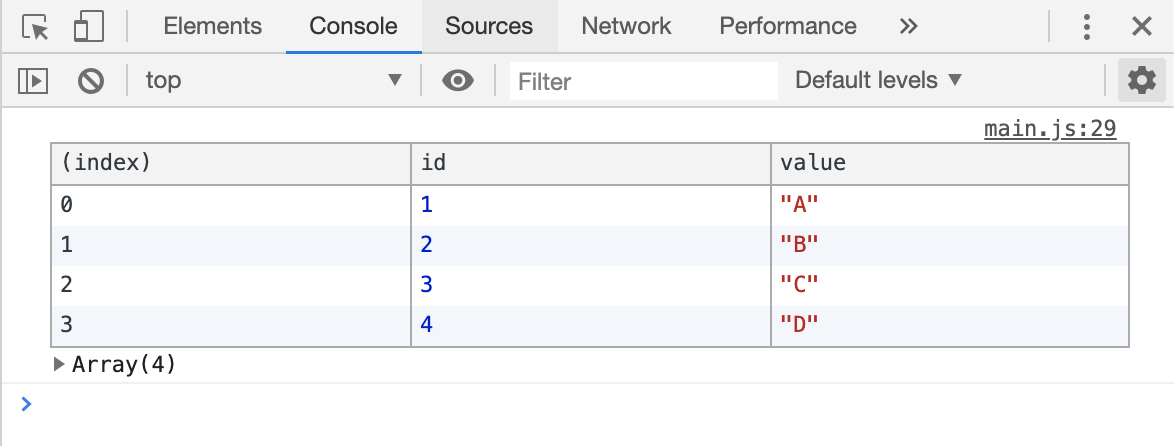 Elements Console Sources Network Performance »
top ▼ Filter Default levels ▼
main.js:29
(index) id value
0 1 "A"
1 2 "B"
2 3 "C"
3 4 "D"
▶ Array(4)
>